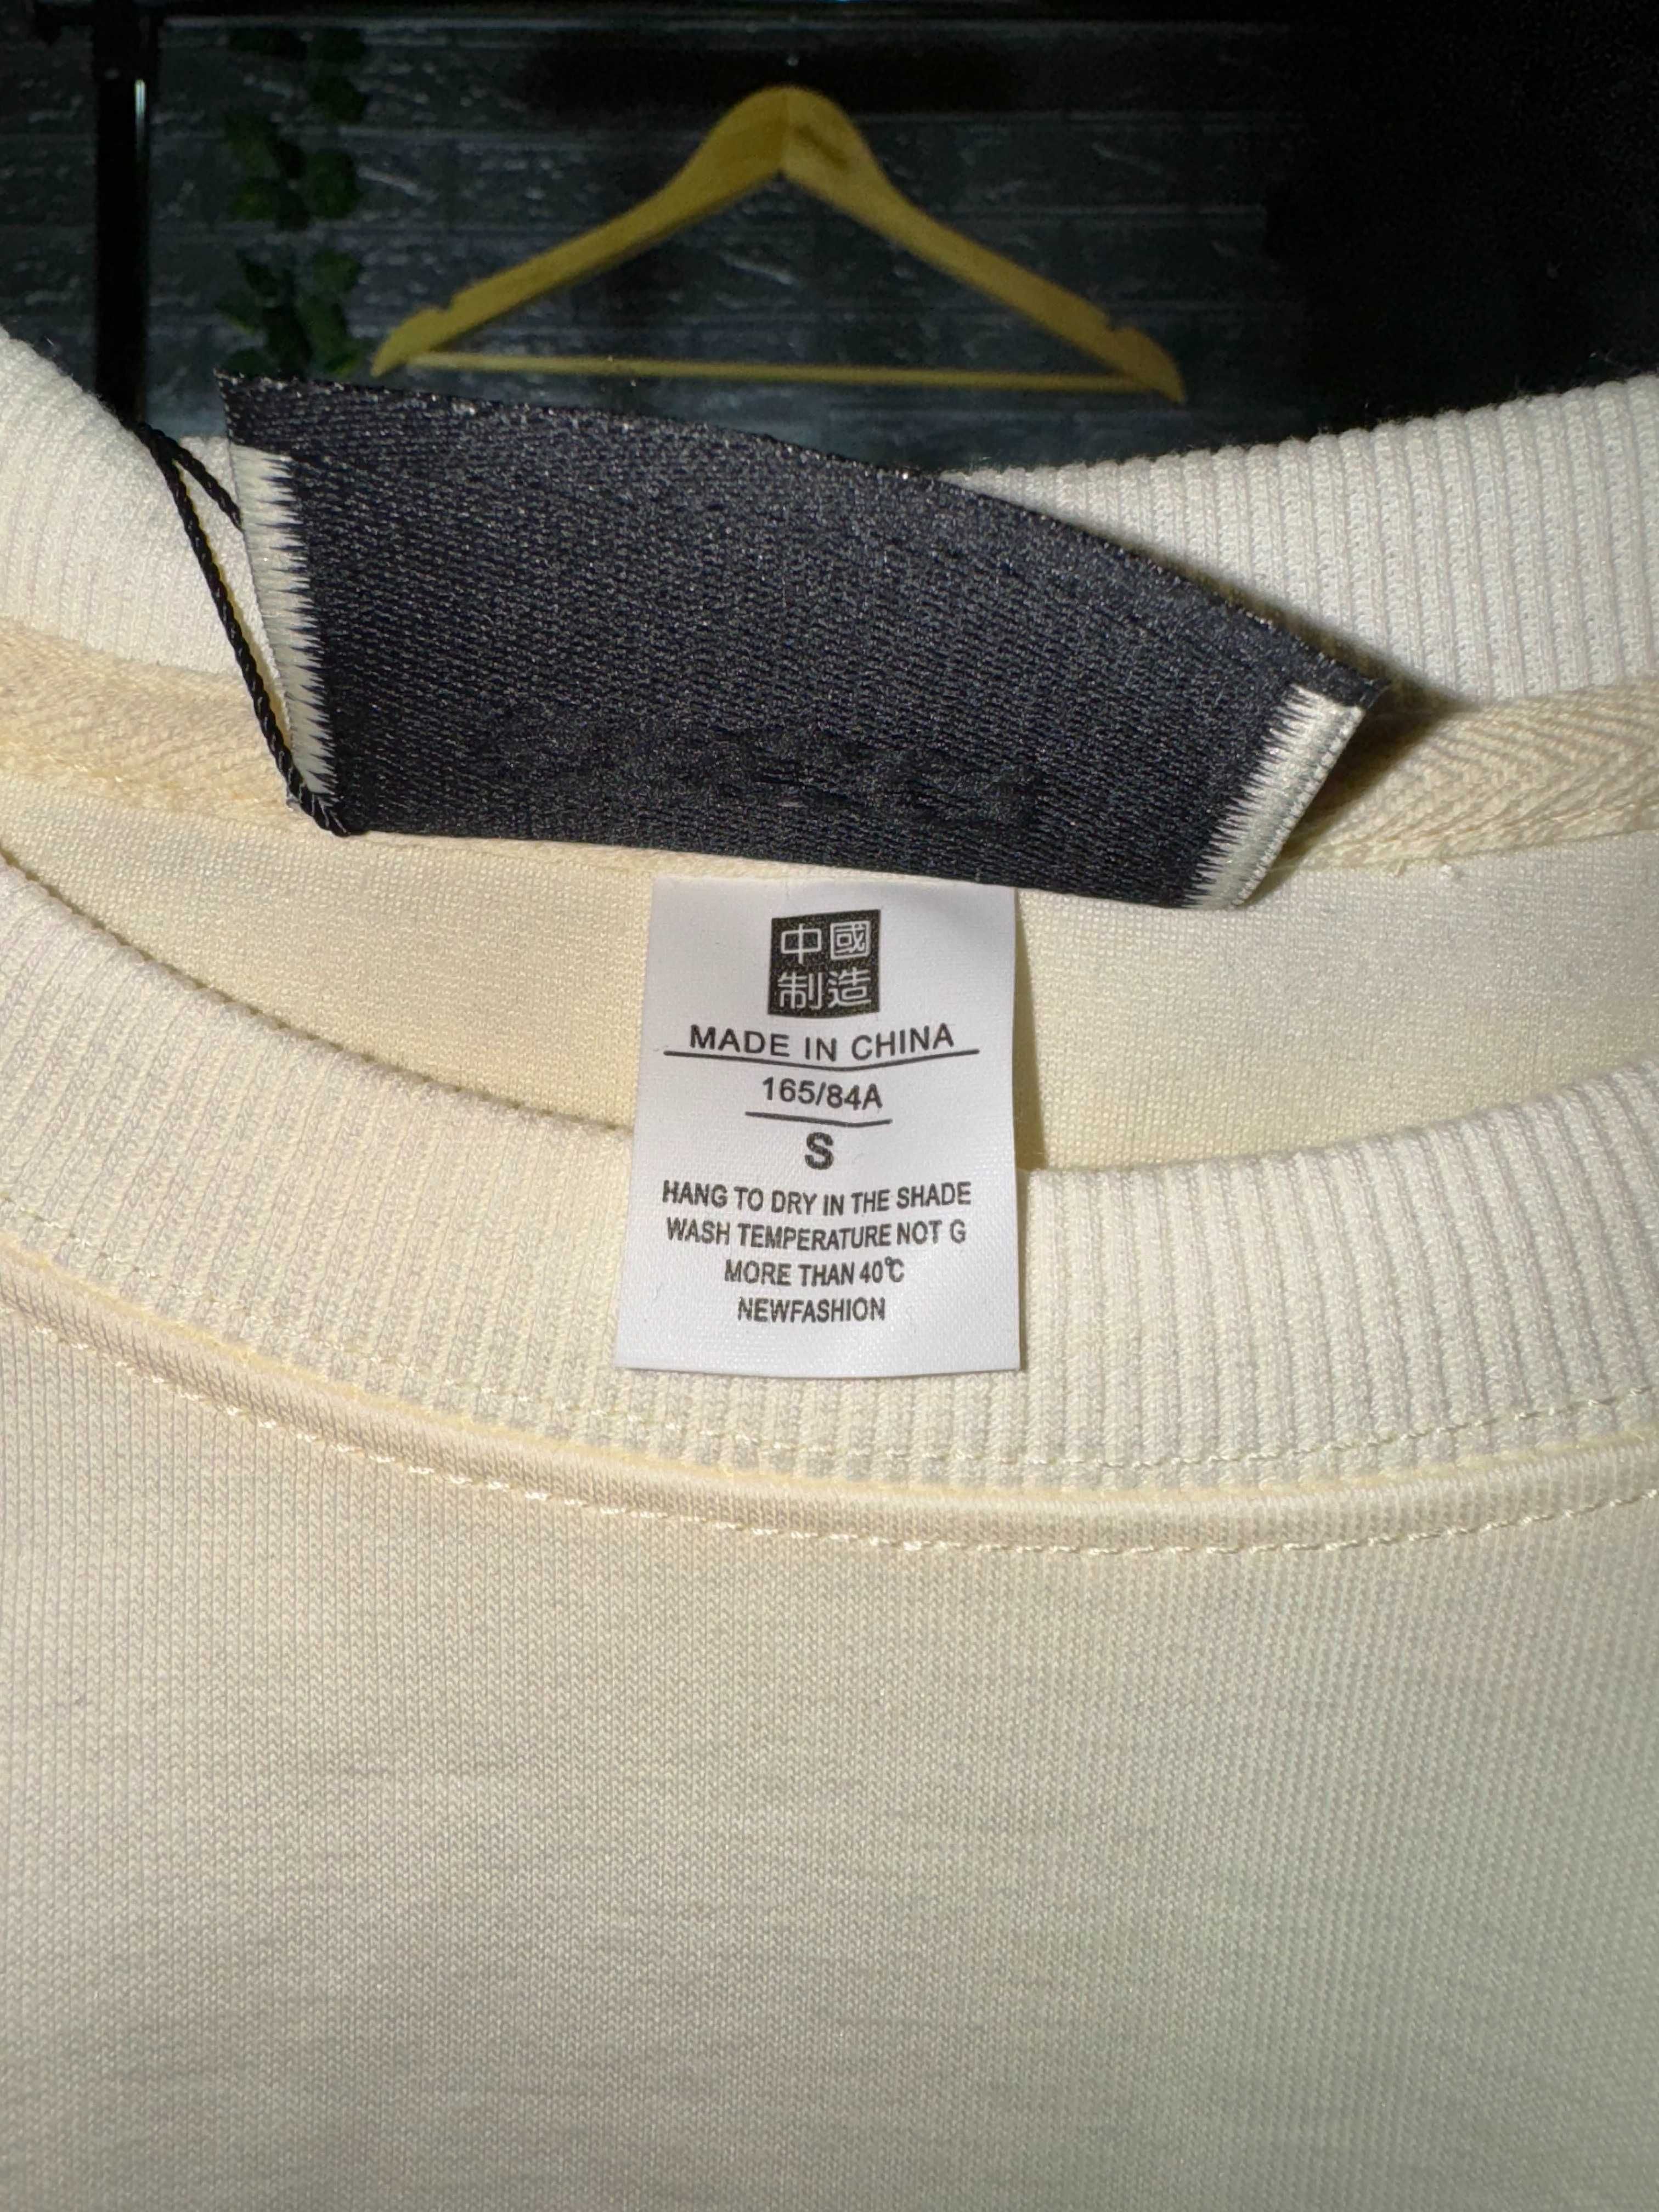 中國
制造
MADE IN CHINA
165/84A
S
HANG TO DRY IN THE SHADE
WASH TEMPERATURE NOT G
MORE THAN 40℃
NEWFASHION